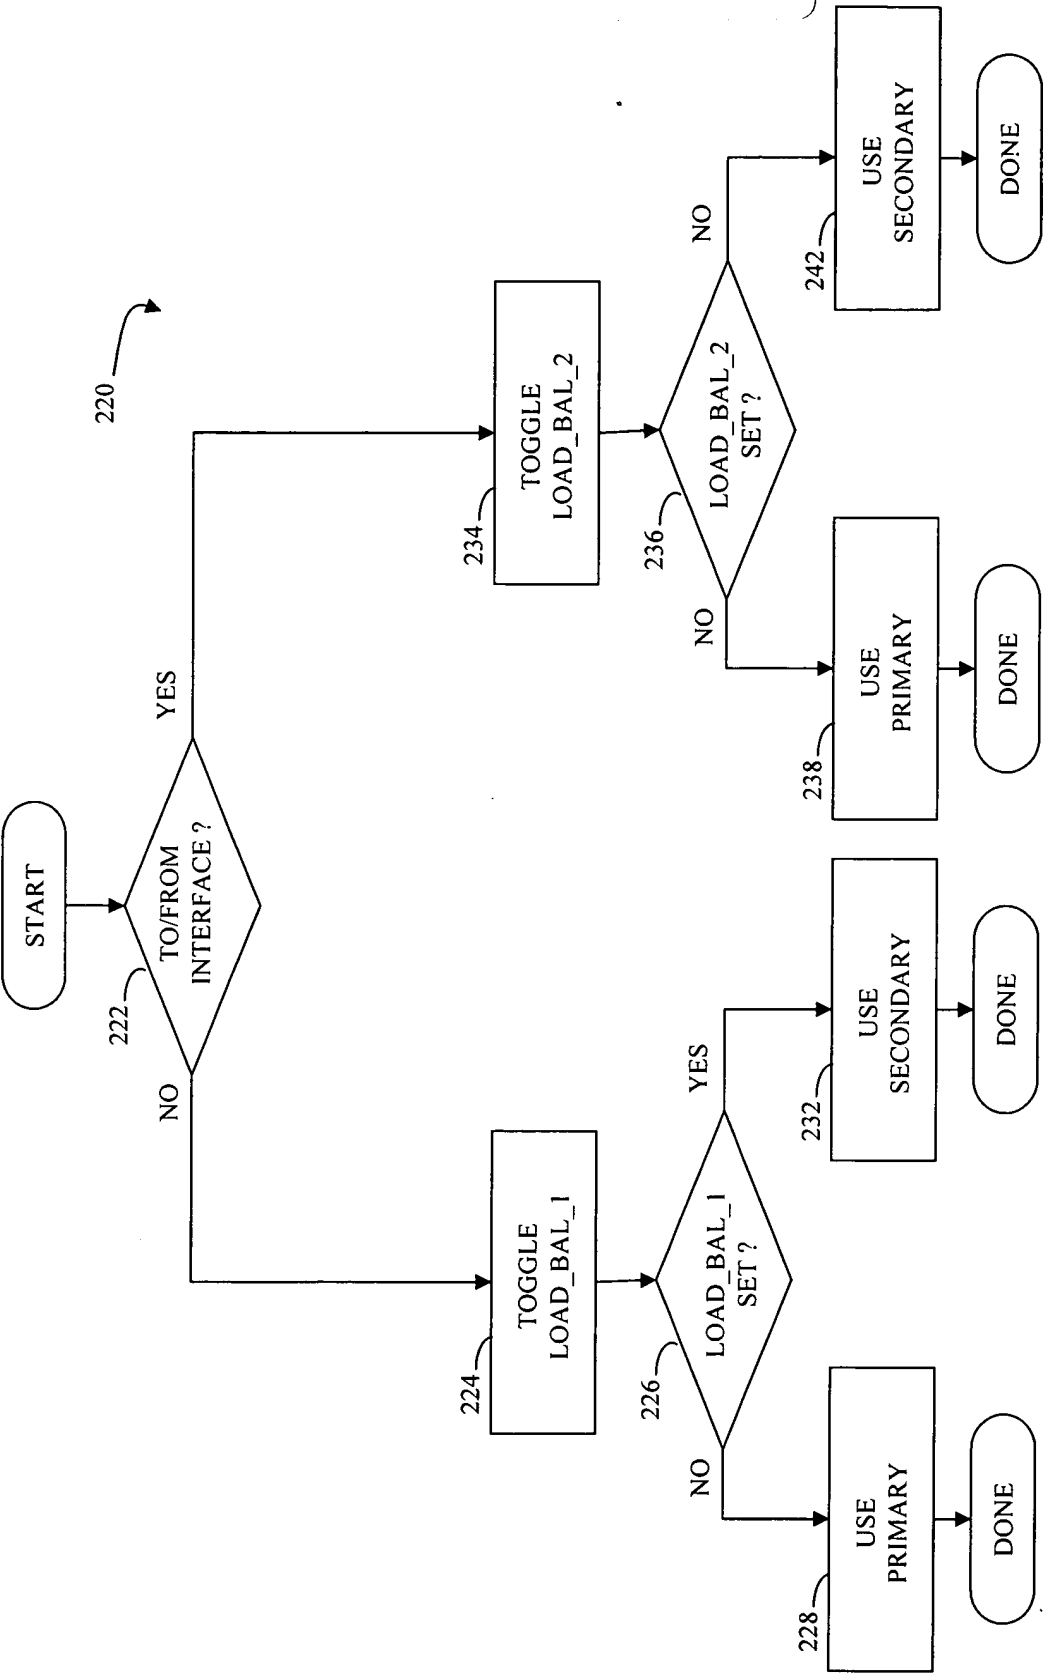 220
START
222
TO/FROM
INTERFACE ?
NO
YES
224
TOGGLE
LOAD_BAL_1
234
TOGGLE
LOAD_BAL_2
226
LOAD_BAL_1
SET ?
NO
YES
236
LOAD_BAL_2
SET ?
NO
NO
228
USE
PRIMARY
232
USE
SECONDARY
238
USE
PRIMARY
242
USE
SECONDARY
DONE
DONE
DONE
DONE